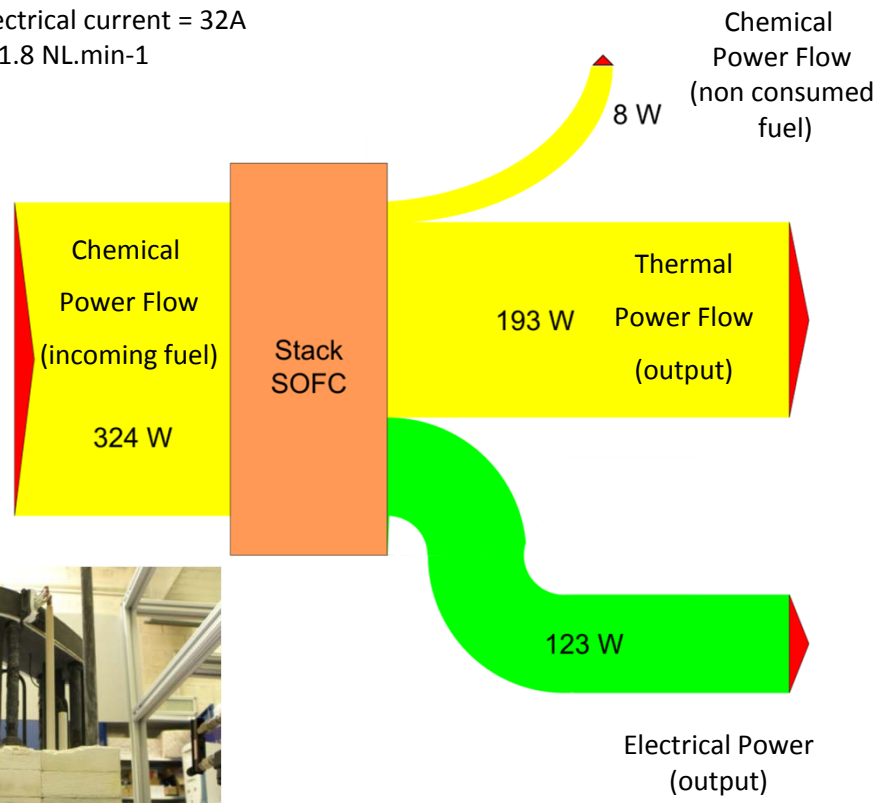 ectrical current = 32A
1.8 NL.min-1
Chemical
Power Flow
(non consumed
fuel)
8 W
Chemical
Power Flow
(incoming fuel)
324 W
Stack
SOFC
193 W
Thermal
Power Flow
(output)
123 W
Electrical Power
(output)